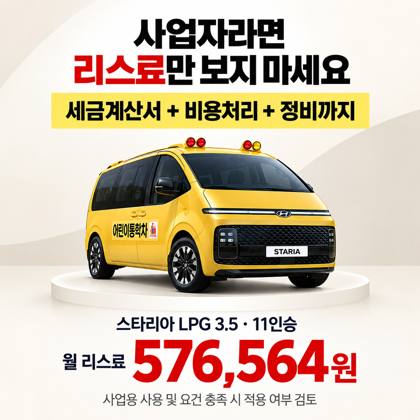 사업자라면
리스료만 보지 마세요
세금계산서 + 비용처리 + 정비까지
어린이통학차
STARIA
스타리아 LPG 3.5 · 11인승
월 리스료 576,564원
사업용 사용 및 요건 충족 시 적용 여부 검토